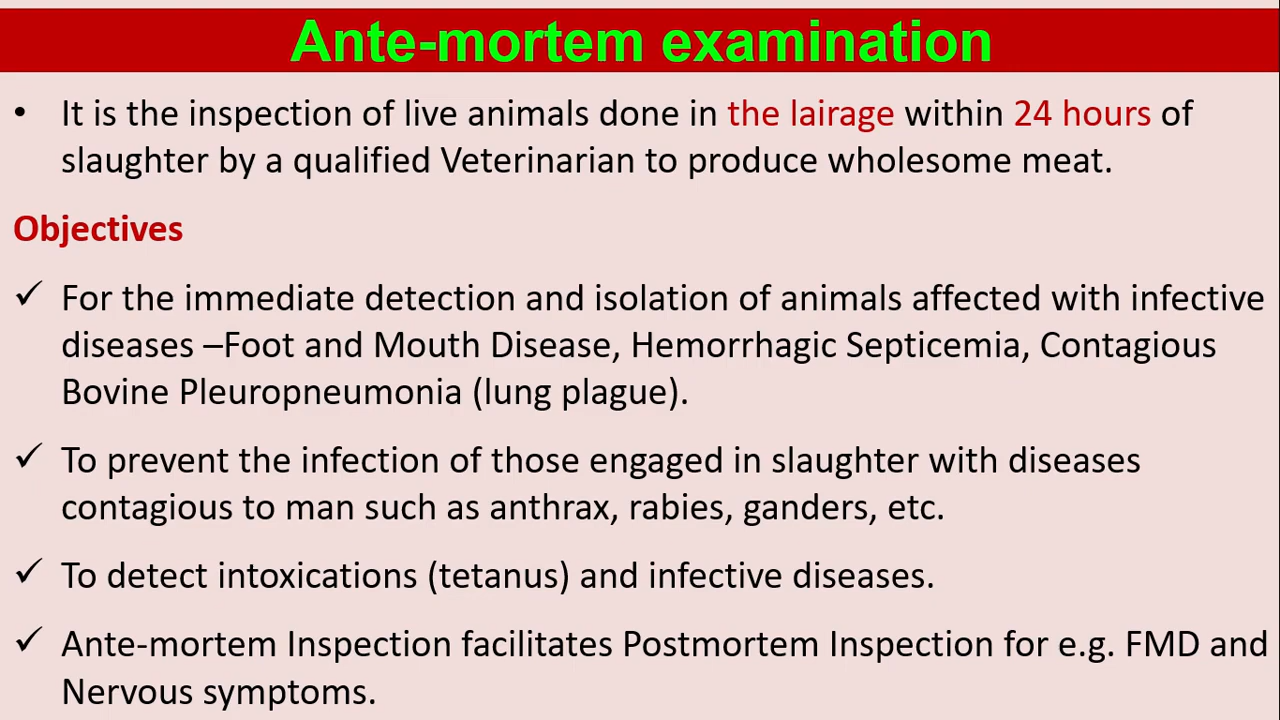 Ante-mortem examination
• It is the inspection of live animals done in the lairage within 24 hours of
slaughter by a qualified Veterinarian to produce wholesome meat.
Objectives
✓ For the immediate detection and isolation of animals affected with infective
diseases –Foot and Mouth Disease, Hemorrhagic Septicemia, Contagious
Bovine Pleuropneumonia (lung plague).
✓ To prevent the infection of those engaged in slaughter with diseases
contagious to man such as anthrax, rabies, ganders, etc.
✓ To detect intoxications (tetanus) and infective diseases.
✓ Ante-mortem Inspection facilitates Postmortem Inspection for e.g. FMD and
Nervous symptoms.